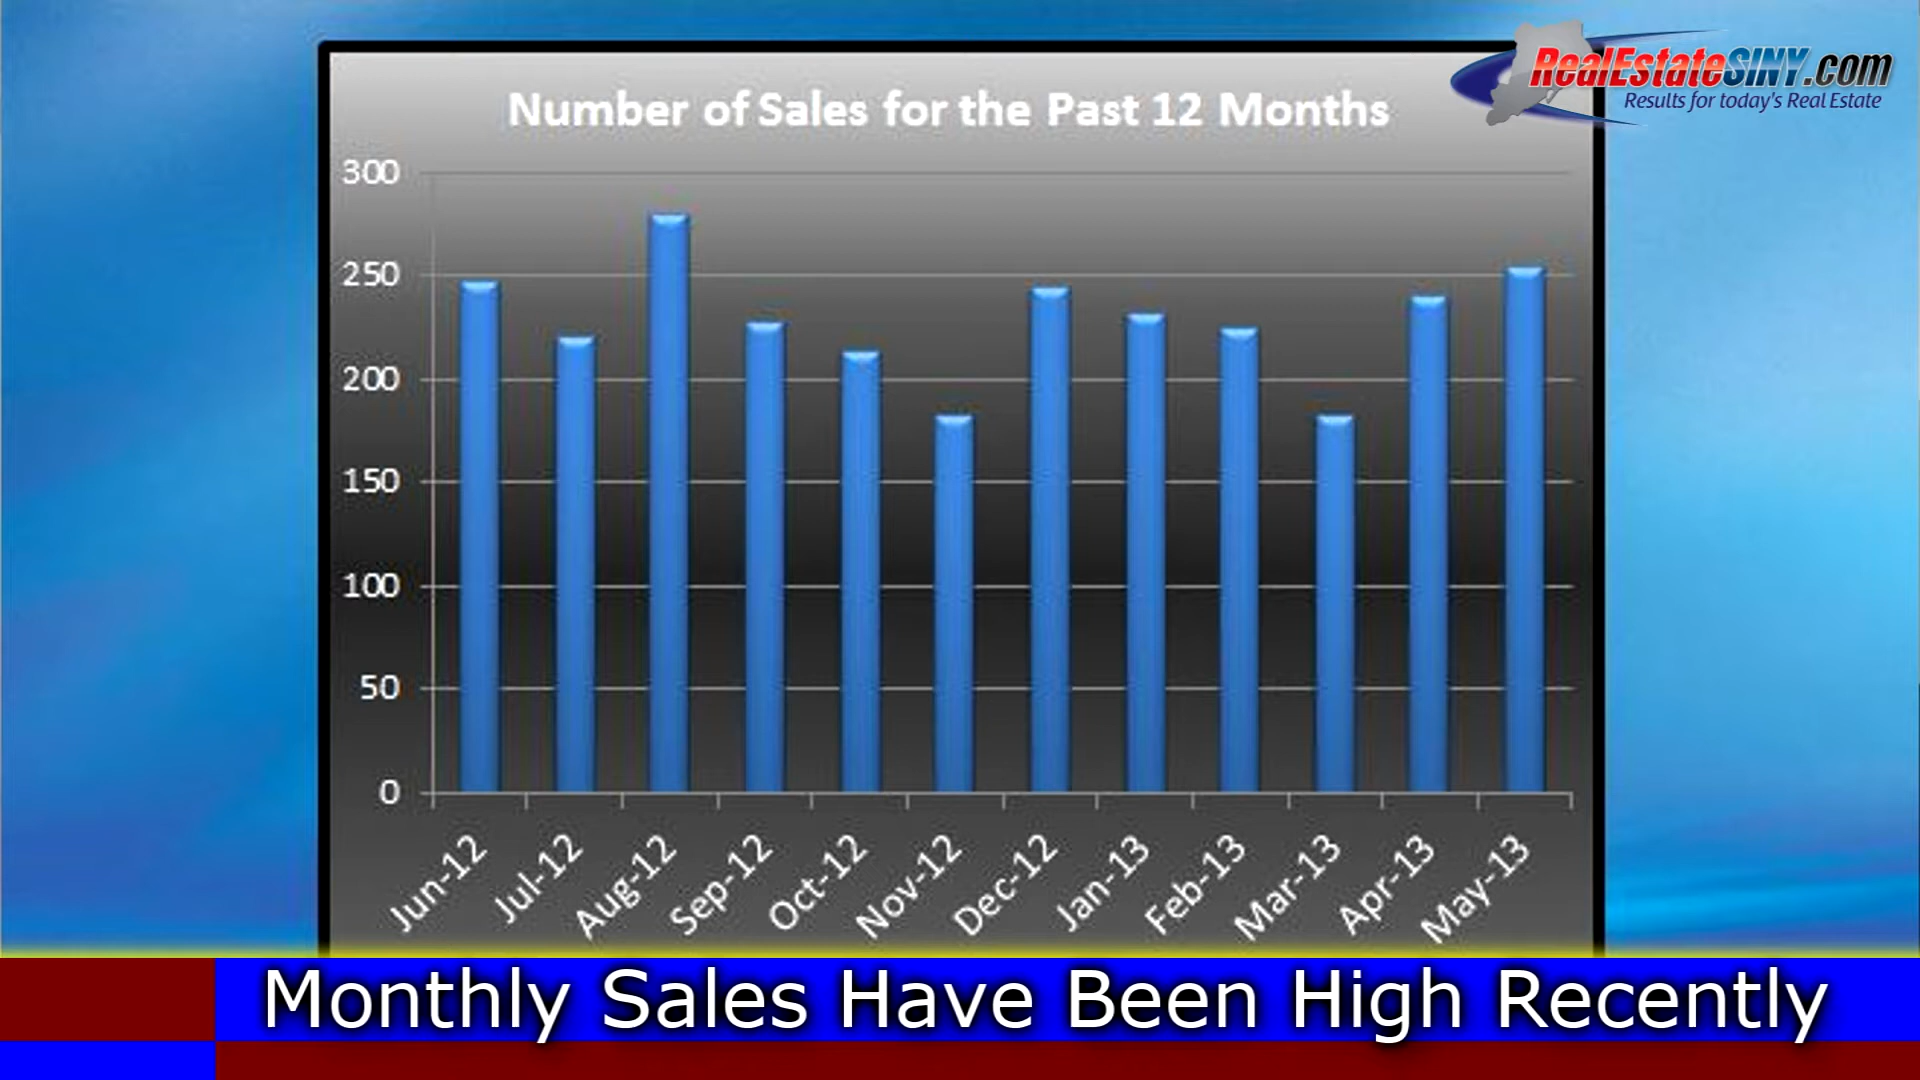 RealEstateSINY.com
Results for today's Real Estate
Number of Sales for the Past 12 Months
300
250
200
150
100
50
0
Jun-12 Jul-12 Aug-12 Sep-12 Oct-12 Nov-12 Dec-12 Jan-13 Feb-13 Mar-13 Apr-13 May-13
Monthly Sales Have Been High Recently